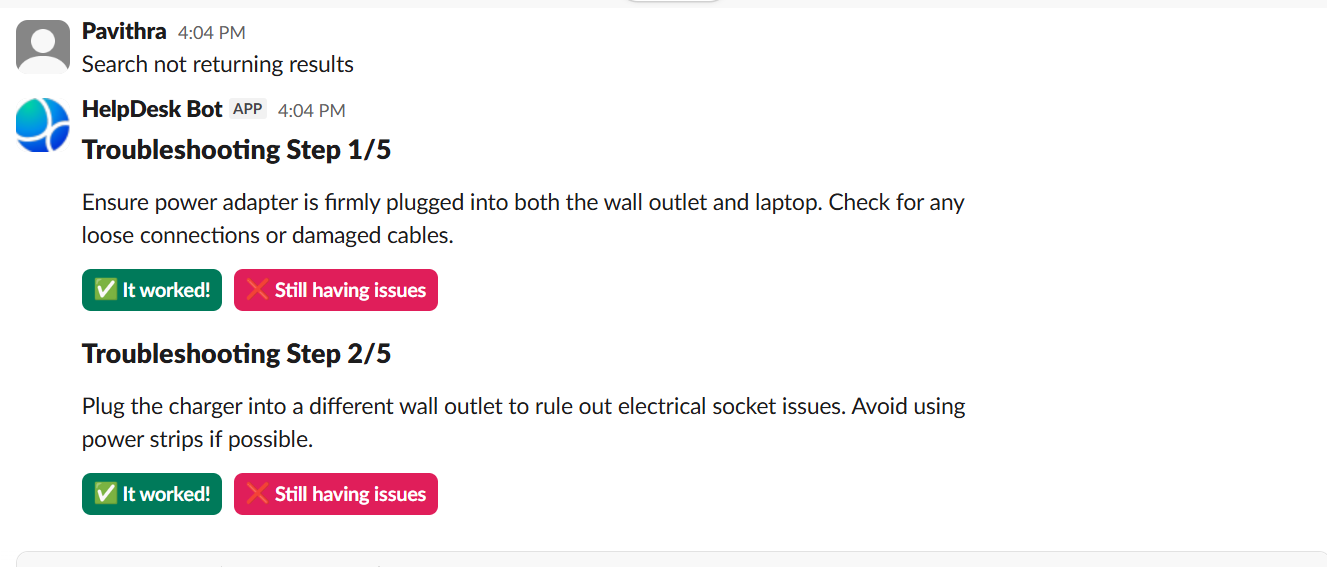 Pavithra 4:04 PM
Search not returning results
HelpDesk Bot APP 4:04 PM
Troubleshooting Step 1/5
Ensure power adapter is firmly plugged into both the wall outlet and laptop. Check for any
loose connections or damaged cables.
✅ It worked! ❌ Still having issues
Troubleshooting Step 2/5
Plug the charger into a different wall outlet to rule out electrical socket issues. Avoid using
power strips if possible.
✅ It worked! ❌ Still having issues